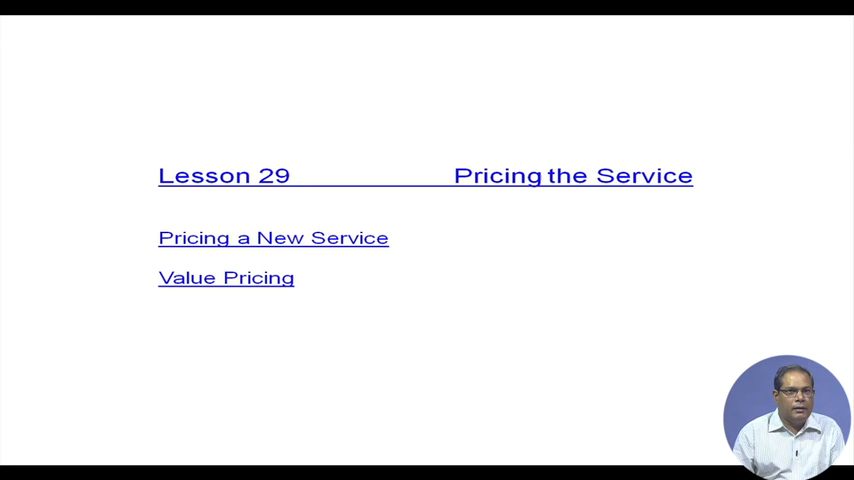 Lesson 29 Pricing the Service
Pricing a New Service
Value Pricing